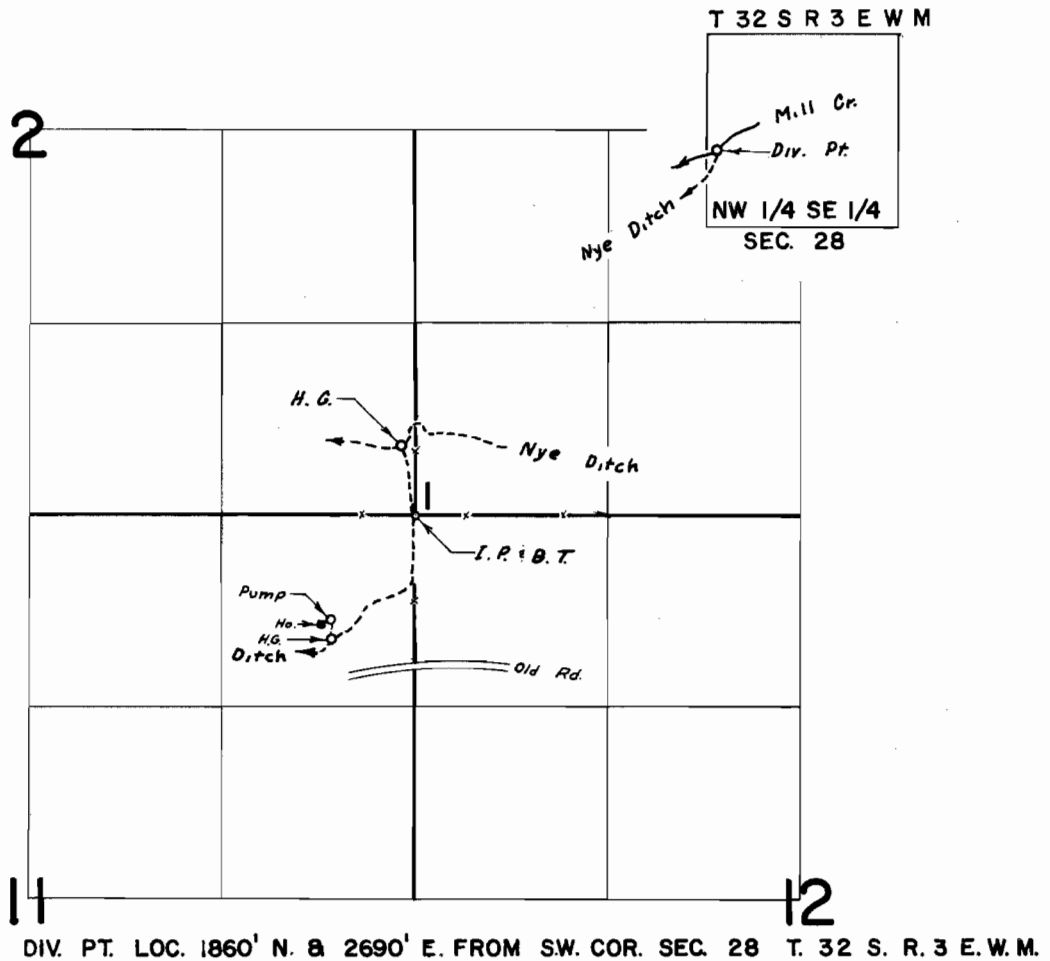 T 32 S R 3 E W M
2
Mill Cr.
Div. Pt.
Nye Ditch
NW 1/4 SE 1/4
SEC. 28
H. G.
Nye Ditch
1
I. P. & B. T.
Pump
Ho.
H.G.
Ditch
Old Rd.
11
12
DIV. PT. LOC. 1860' N. & 2690' E. FROM S.W. COR. SEC. 28 T. 32 S. R. 3 E. W. M.